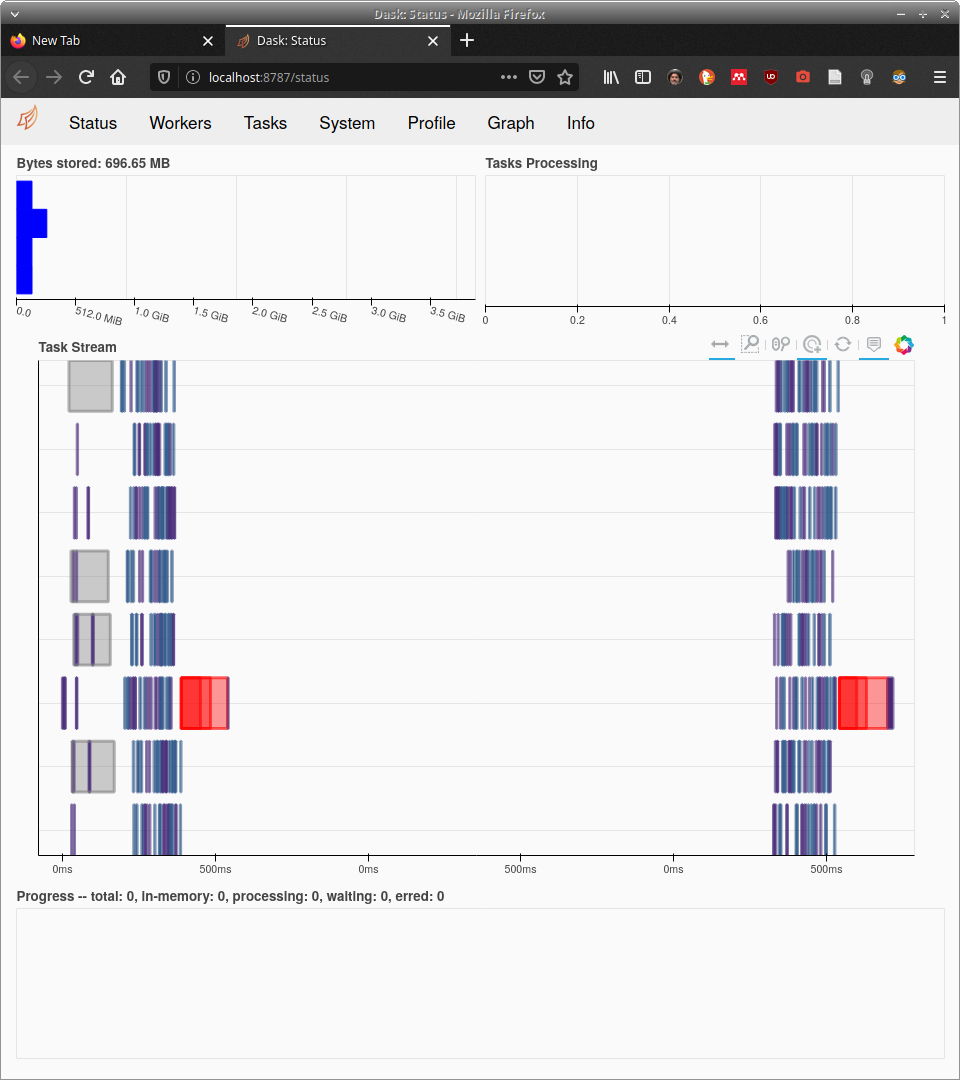 Dask: Status - Mozilla Firefox
New Tab
Dask: Status
localhost:8787/status
Status Workers Tasks System Profile Graph Info
Bytes stored: 696.65 MB
0.0 512.0 MiB 1.0 GiB 1.5 GiB 2.0 GiB 2.5 GiB 3.0 GiB 3.5 GiB
Tasks Processing
0 0.2 0.4 0.6 0.8 1
Task Stream
0ms 500ms 0ms 500ms 0ms 500ms
Progress -- total: 0, in-memory: 0, processing: 0, waiting: 0, erred: 0